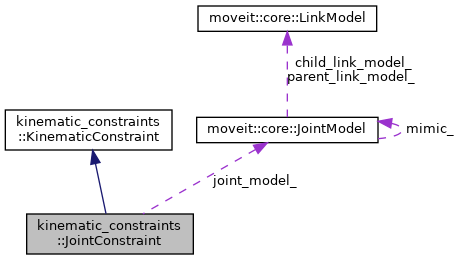 moveit::core::LinkModel
child_link_model_
parent_link_model_
kinematic_constraints
::KinematicConstraint
moveit::core::JointModel
mimic_
joint_model_
kinematic_constraints
::JointConstraint